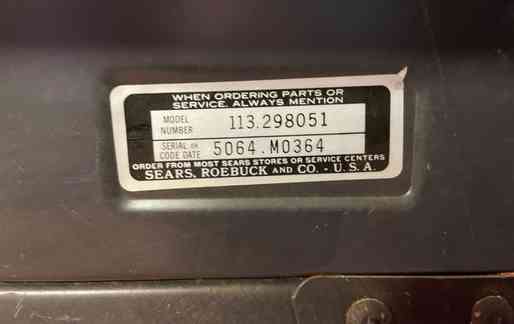 WHEN ORDERING PARTS OR
SERVICE, ALWAYS MENTION
MODEL
NUMBER 113.298051
SERIAL OR
CODE DATE 5064.M0364
ORDER FROM MOST SEARS STORES OR SERVICE CENTERS
SEARS, ROEBUCK AND CO. - U.S.A.